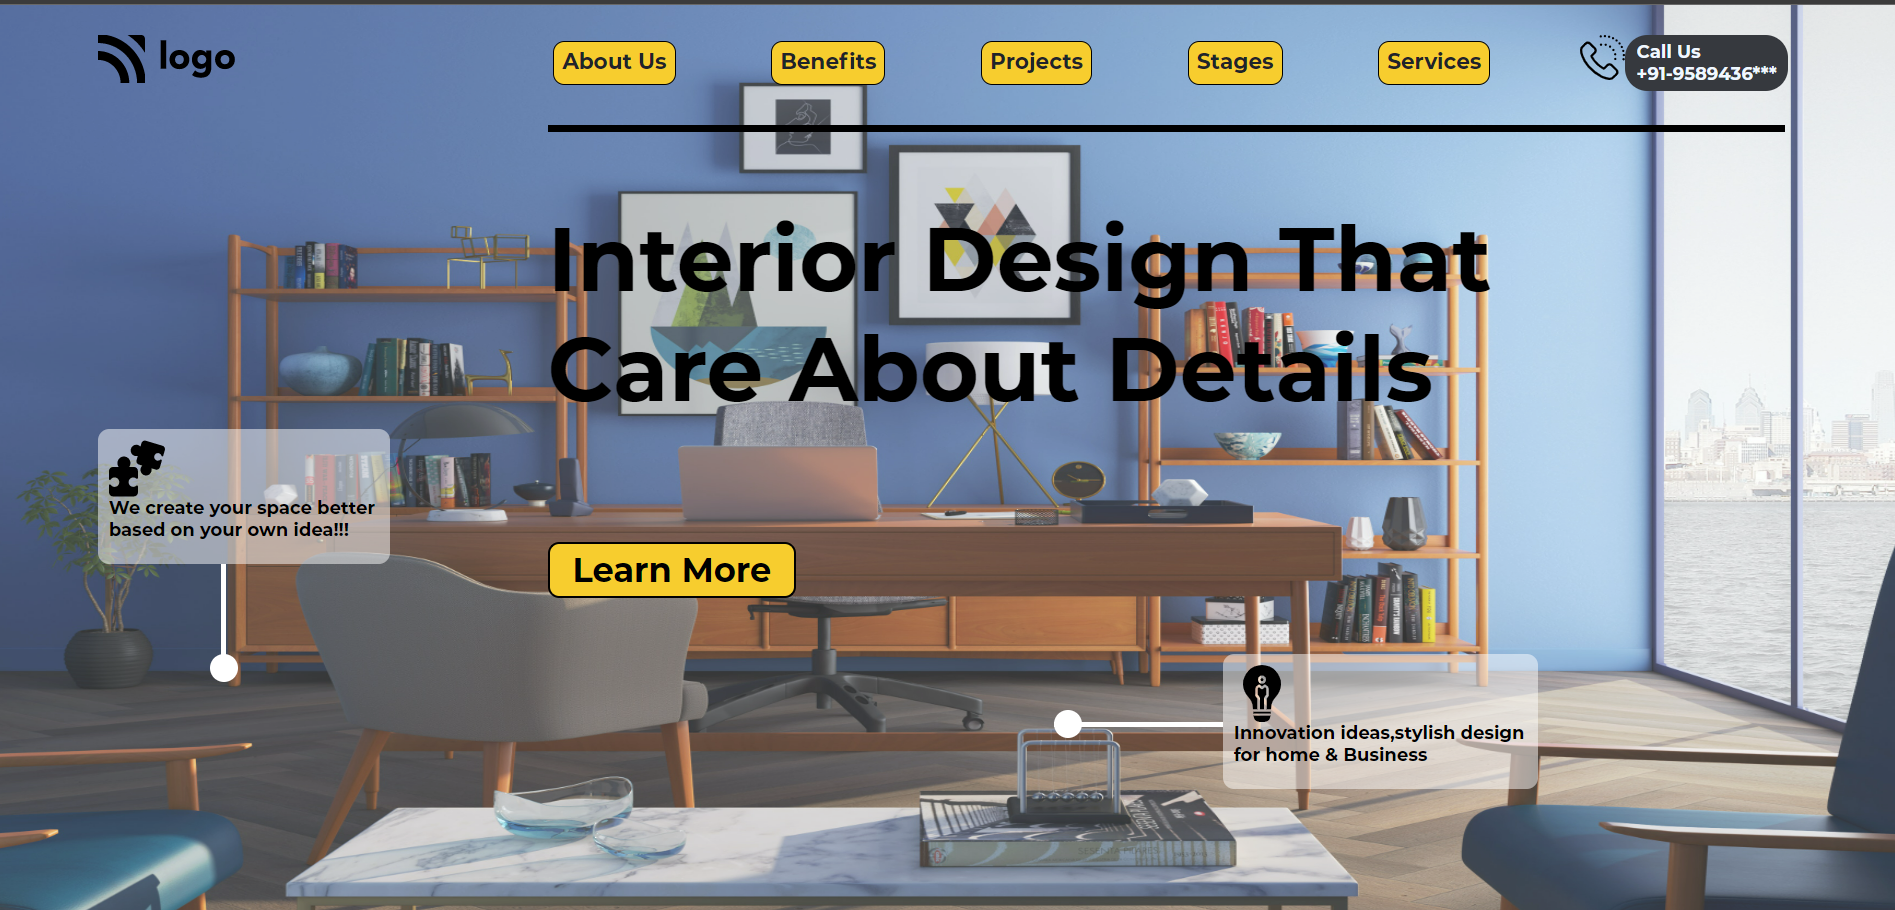 logo
About Us
Benefits
Projects
Stages
Services
Call Us
+91-9589436***
Interior Design That
Care About Details
We create your space better
based on your own idea!!!
Learn More
Innovation ideas,stylish design
for home & Business